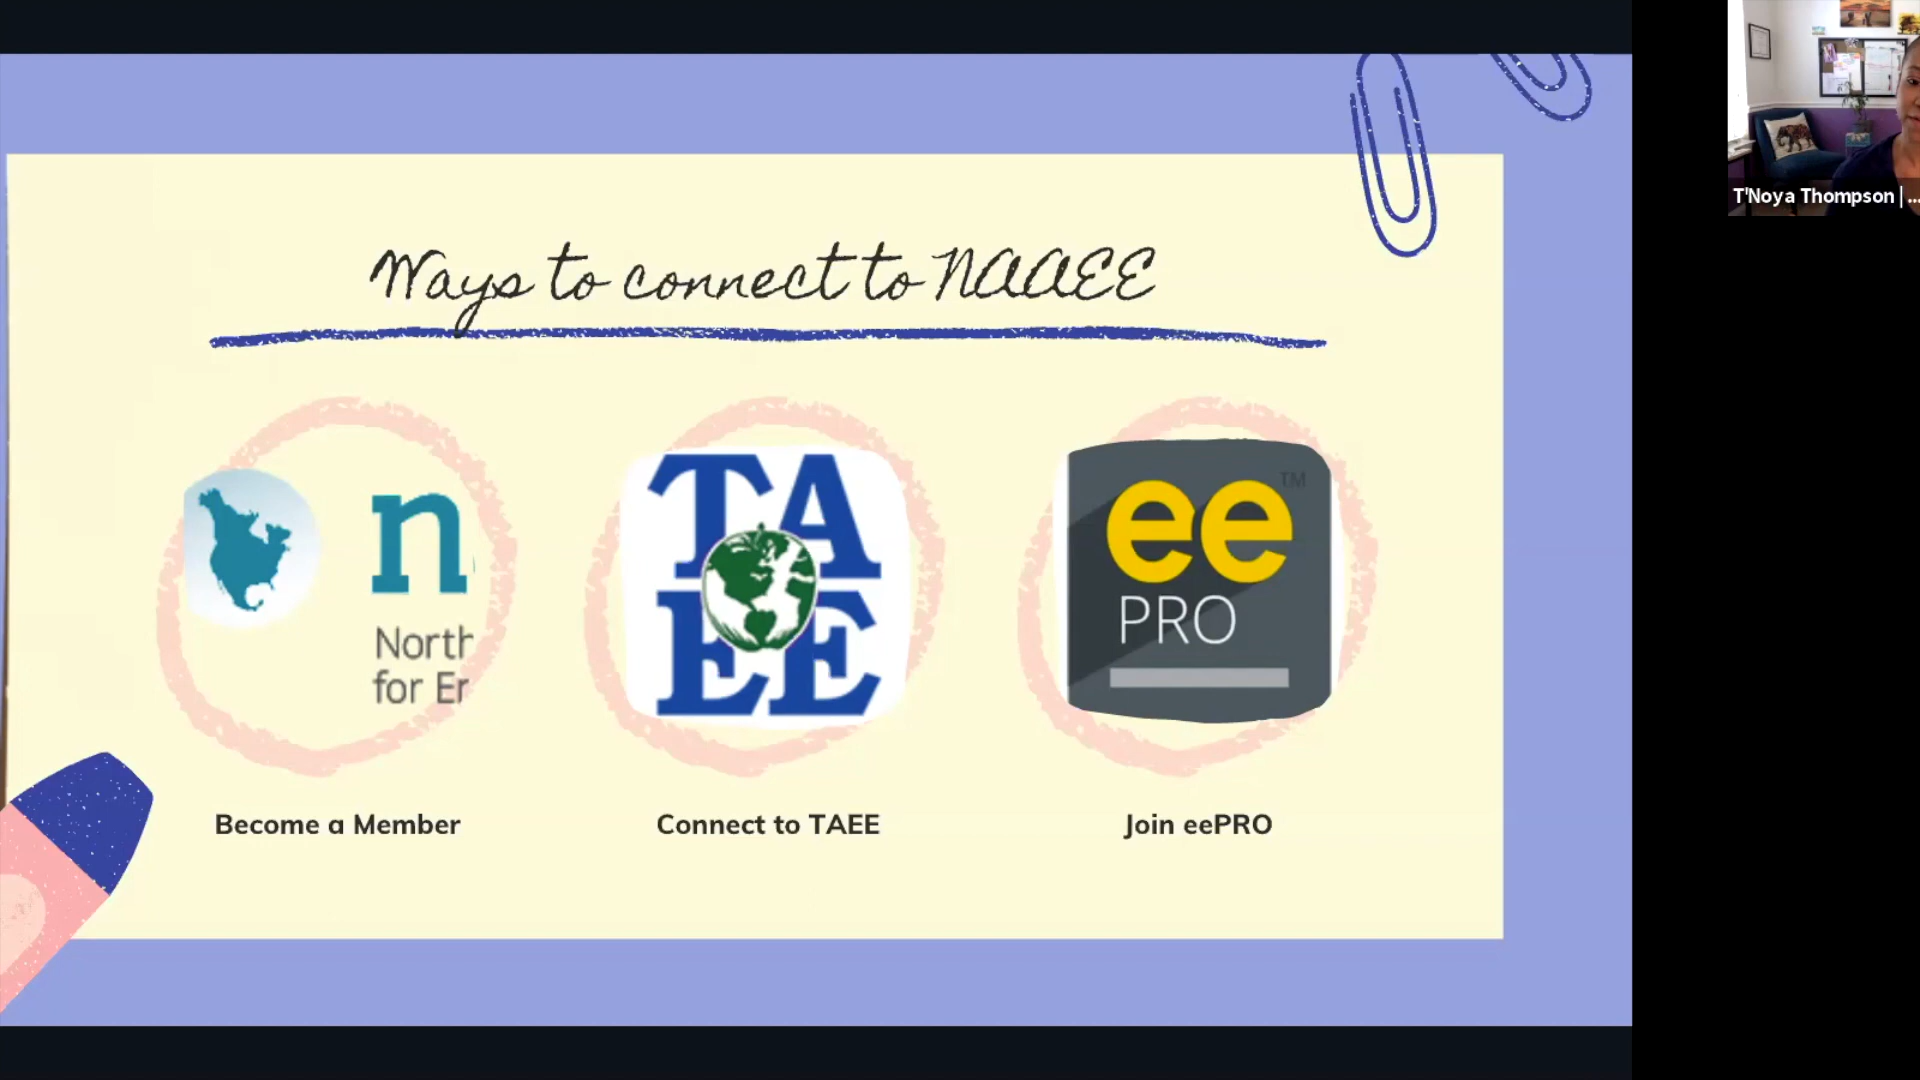 Ways to connect to NAAEE
n
North
for En
TA
EE
ee TM
PRO
Become a Member
Connect to TAEE
Join eePRO
T'Noya Thompson | ...